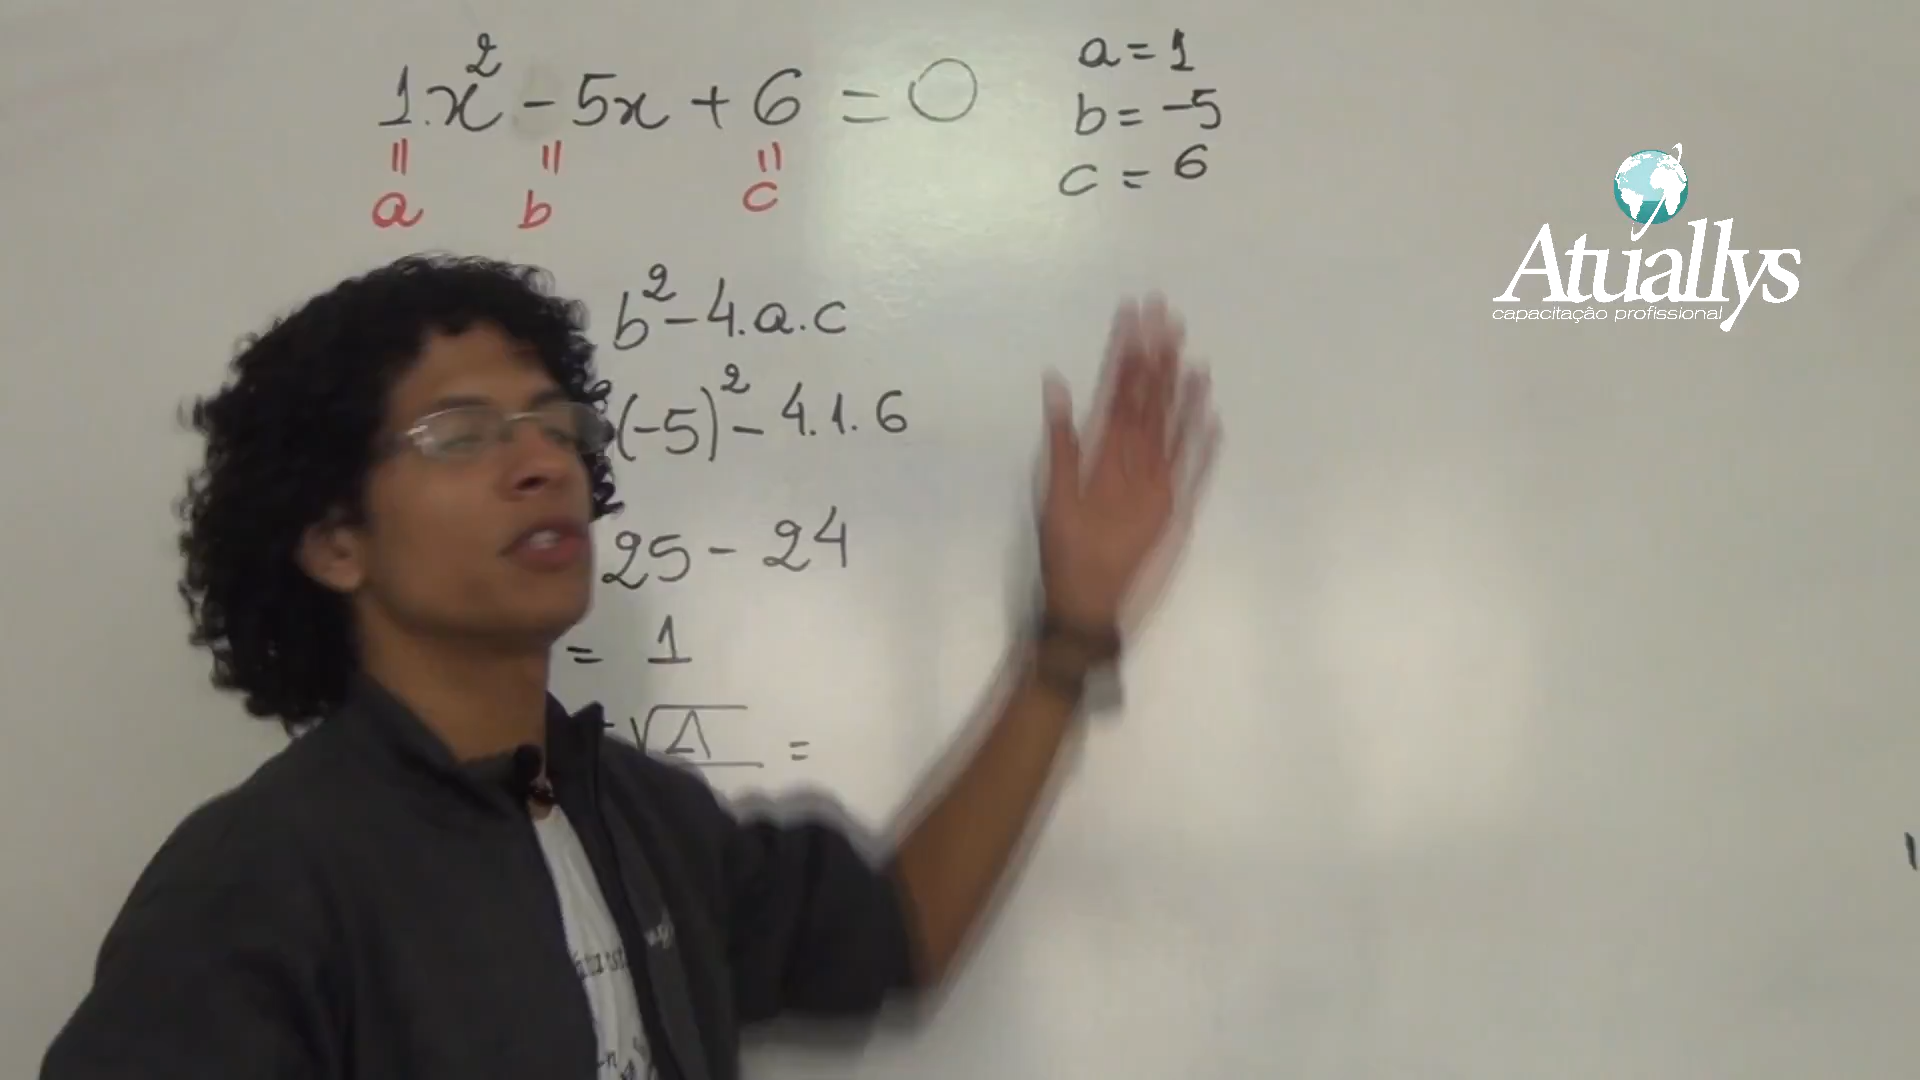 1.x² - 5x + 6 = 0
a b c
a = 1
b = -5
c = 6
b² - 4.a.c
(-5)² - 4.1.6
25 - 24
= 1
√Δ =
Atuallys
capacitação profissional